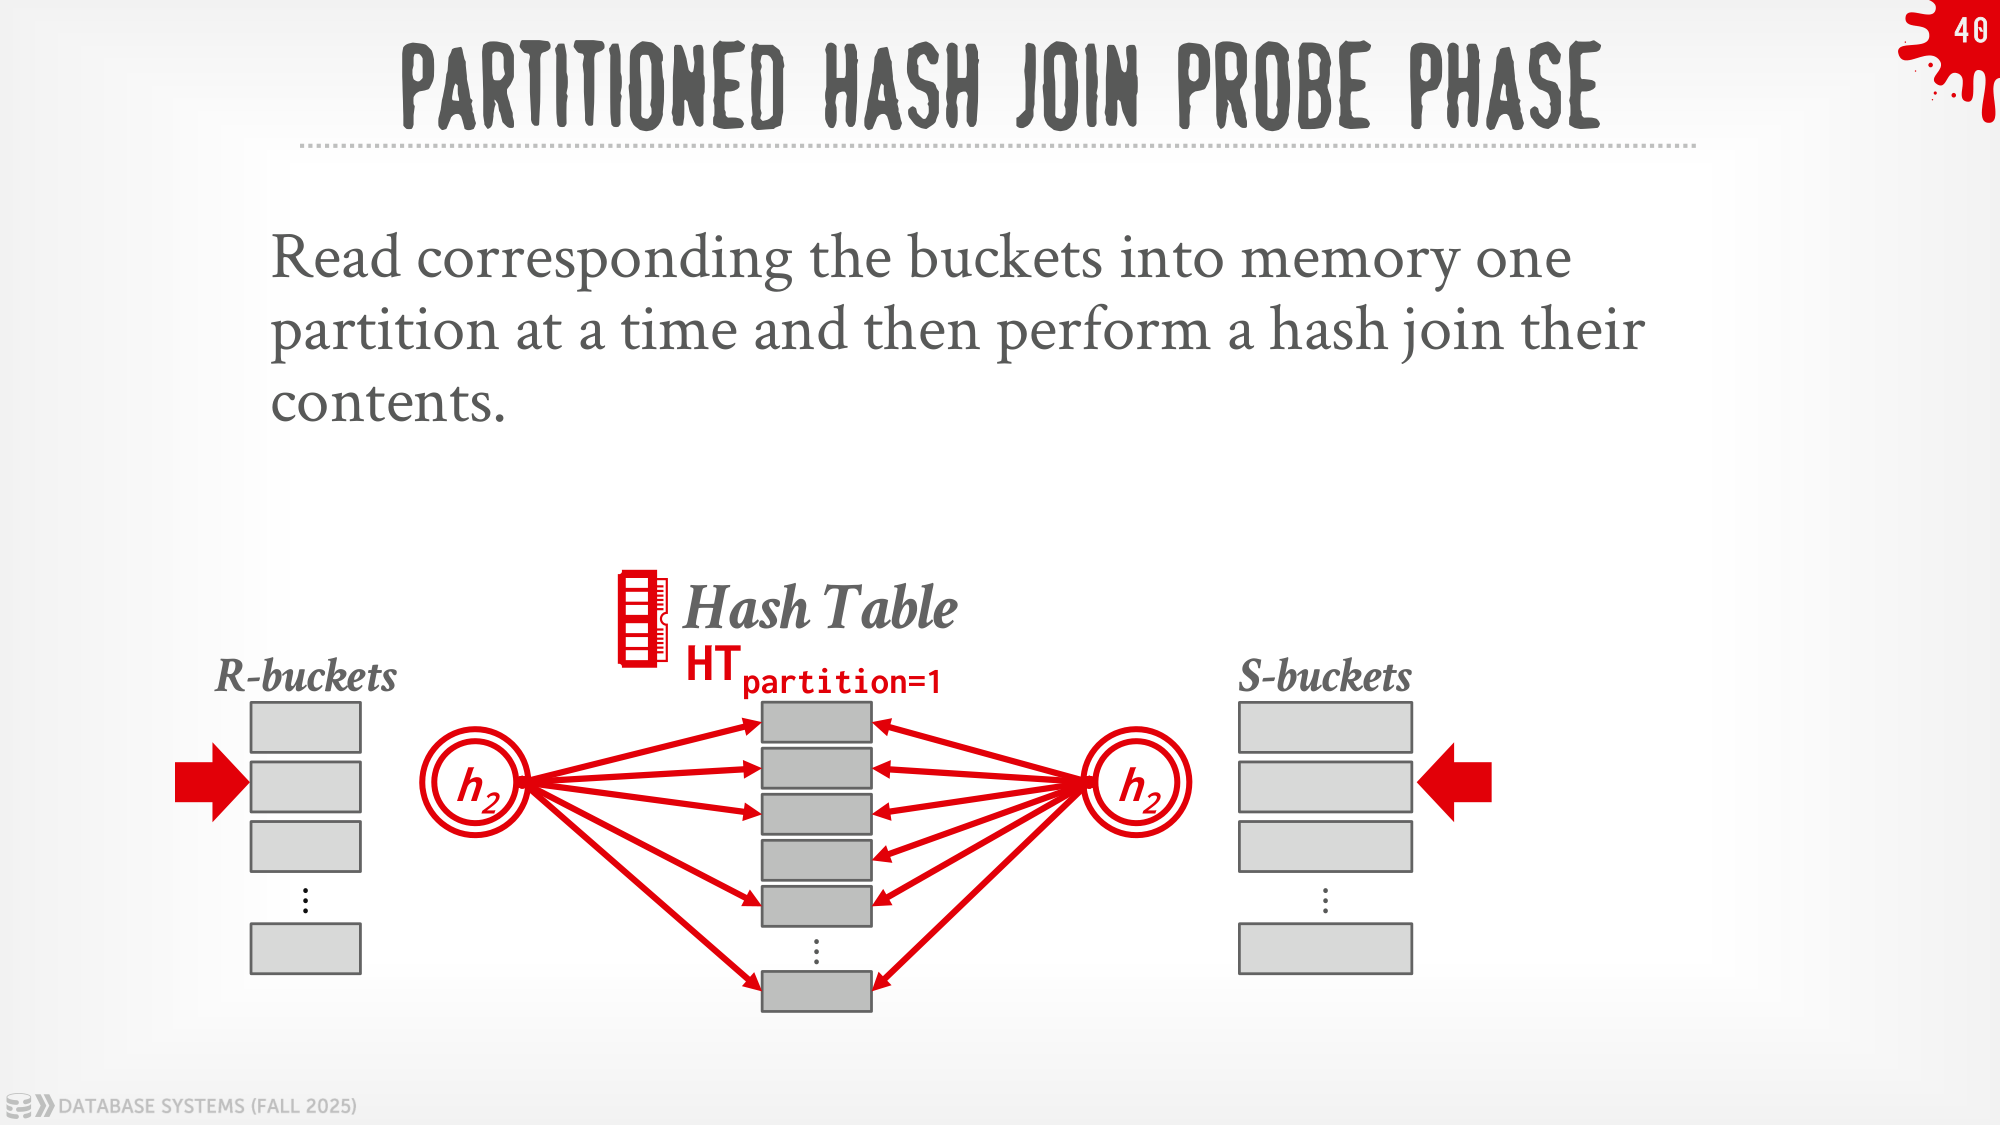 40
PARTITIONED HASH JOIN PROBE PHASE
Read corresponding the buckets into memory one
partition at a time and then perform a hash join their
contents.
Hash Table
HTpartition=1
R-buckets
S-buckets
h2
h2
⋮
⋮
⋮
DATABASE SYSTEMS (FALL 2025)